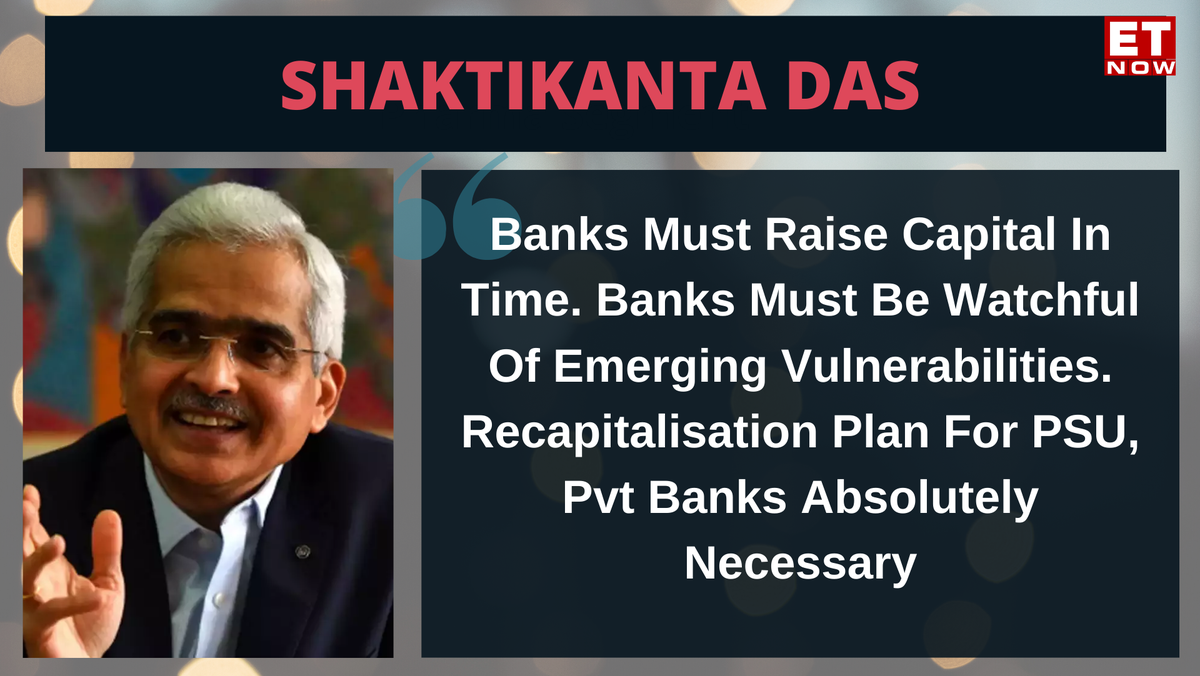 SHAKTIKANTA DAS
ET
NOW
“
Banks Must Raise Capital In
Time. Banks Must Be Watchful
Of Emerging Vulnerabilities.
Recapitalisation Plan For PSU,
Pvt Banks Absolutely
Necessary